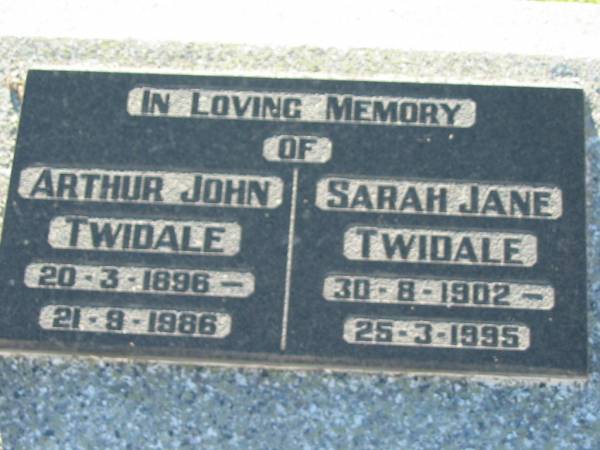 IN LOVING MEMORY
OF
ARTHUR JOHN
TWIDALE
20-3-1896 -
21-9-1986
SARAH JANE
TWIDALE
30-8-1902 -
25-3-1995